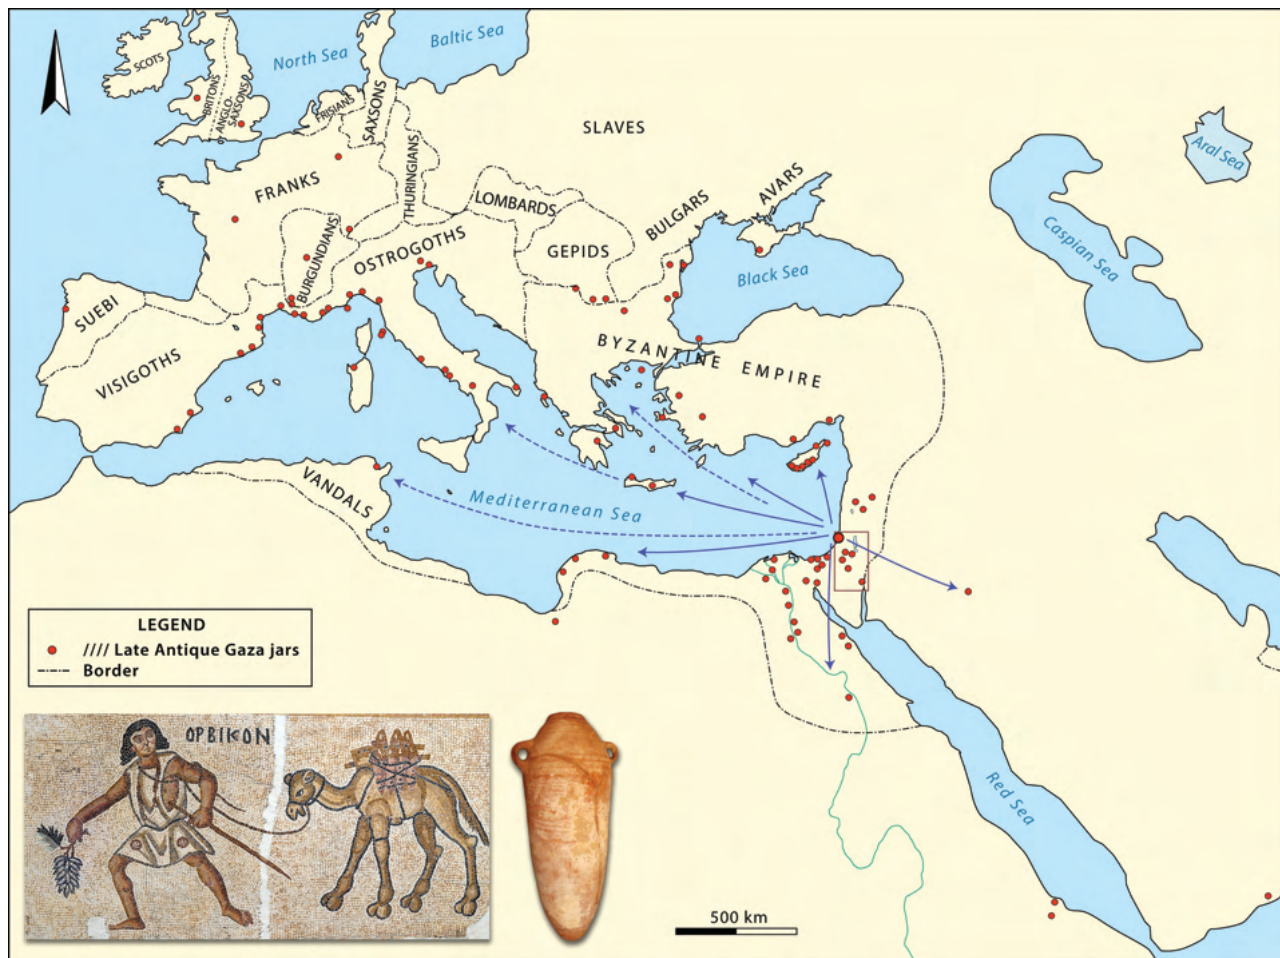 North Sea
Baltic Sea
SCOTS
BRITONS
ANGLO-
SAXSONS
FRISIANS
SAXSONS
SLAVES
Aral Sea
FRANKS
THURINGIANS
LOMBARDS
BULGARS
AVARS
Caspian Sea
BURGUNDIANS
OSTROGOTHS
GEPIDS
Black Sea
SUEBI
VISIGOTHS
BYZANTINE EMPIRE
VANDALS
Mediterranean Sea
LEGEND
//// Late Antique Gaza jars
Border
ΟΡΒΙΚΟΝ
Red Sea
500 km